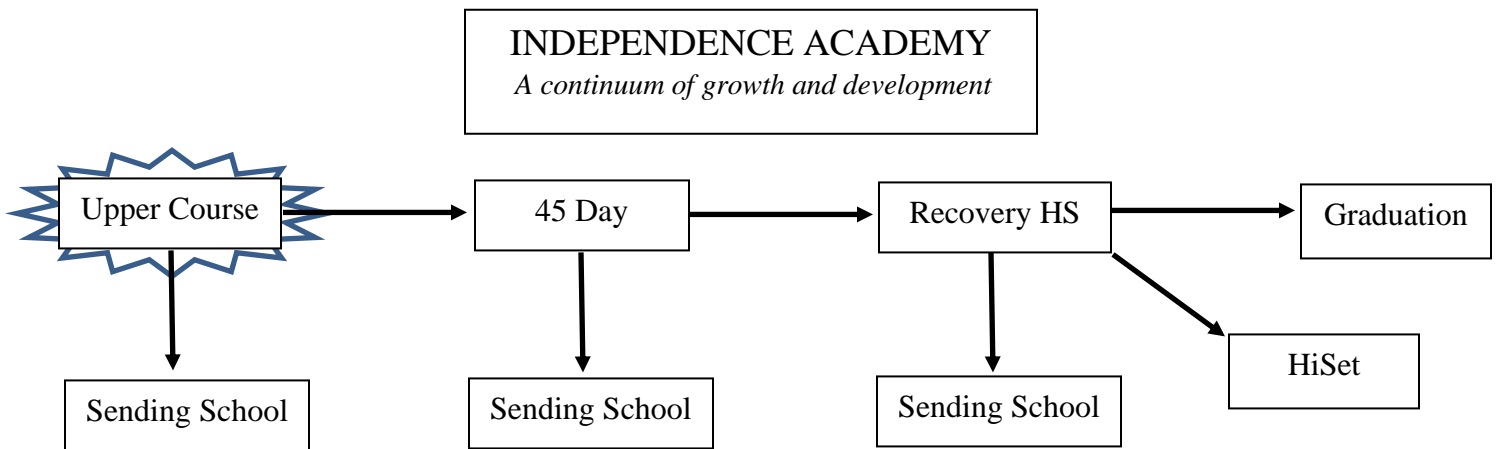 INDEPENDENCE ACADEMY
A continuum of growth and development
Upper Course
45 Day
Recovery HS
Graduation
HiSet
Sending School
Sending School
Sending School